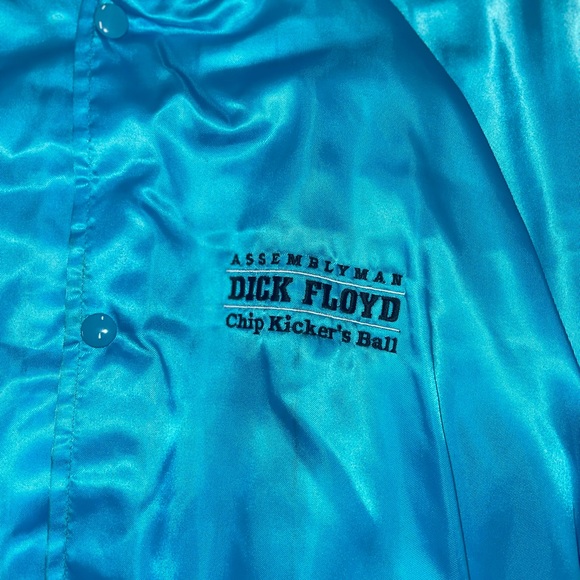 ASSEMBLYMAN
DICK FLOYD
Chip Kicker's Ball